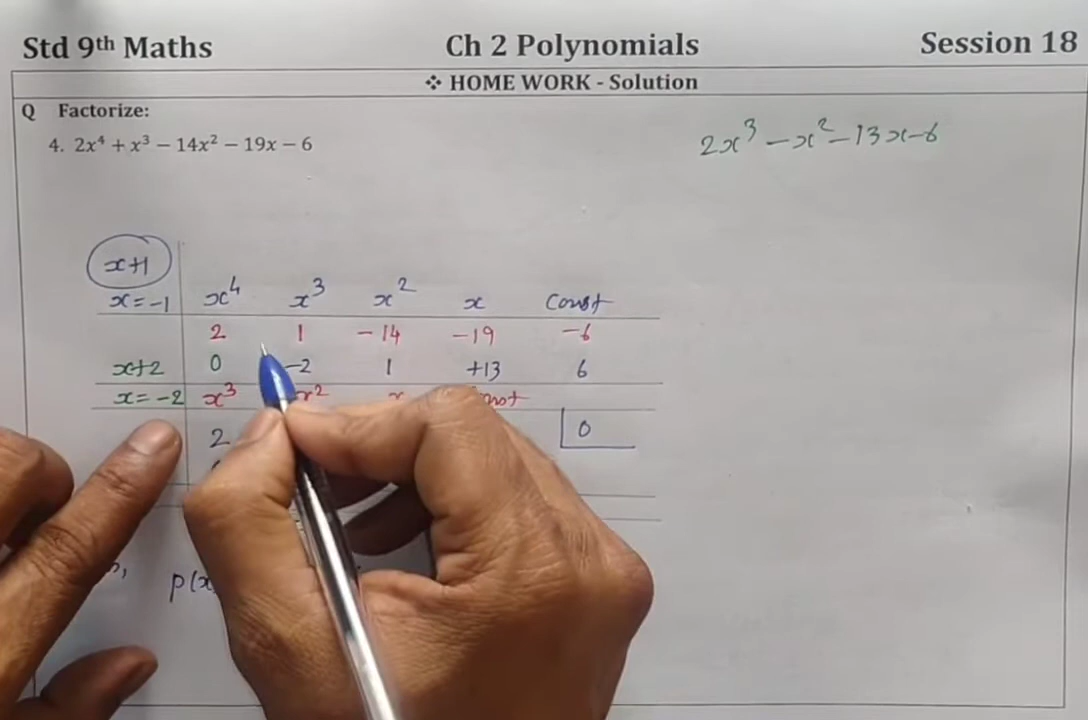 Std 9th Maths Ch 2 Polynomials Session 18
❖ HOME WORK - Solution
Q Factorize:
4. 2x⁴ + x³ – 14x² – 19x – 6
2x³ – x² – 13x – 6
x+1
x = -1 x⁴ x³ x² x const
2 1 -14 -19 -6
x+2 0 -2 1 +13 6
x = -2 x³ x² x
2 0
p(x